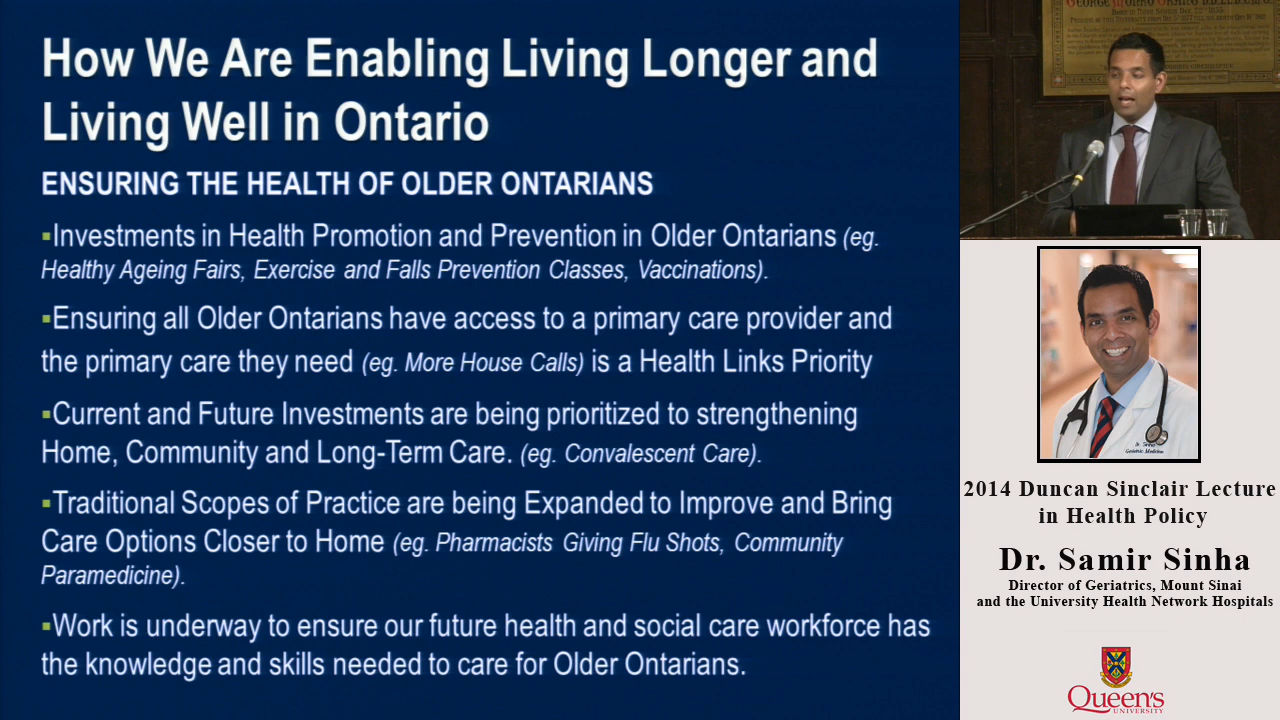 How We Are Enabling Living Longer and
Living Well in Ontario
ENSURING THE HEALTH OF OLDER ONTARIANS
▪Investments in Health Promotion and Prevention in Older Ontarians (eg.
Healthy Ageing Fairs, Exercise and Falls Prevention Classes, Vaccinations).
▪Ensuring all Older Ontarians have access to a primary care provider and
the primary care they need (eg. More House Calls) is a Health Links Priority
▪Current and Future Investments are being prioritized to strengthening
Home, Community and Long-Term Care. (eg. Convalescent Care).
▪Traditional Scopes of Practice are being Expanded to Improve and Bring
Care Options Closer to Home (eg. Pharmacists Giving Flu Shots, Community
Paramedicine).
▪Work is underway to ensure our future health and social care workforce has
the knowledge and skills needed to care for Older Ontarians.
Dr. Sinha
Geriatric Medicine
2014 Duncan Sinclair Lecture
in Health Policy
Dr. Samir Sinha
Director of Geriatrics, Mount Sinai
and the University Health Network Hospitals
Queen's
UNIVERSITY